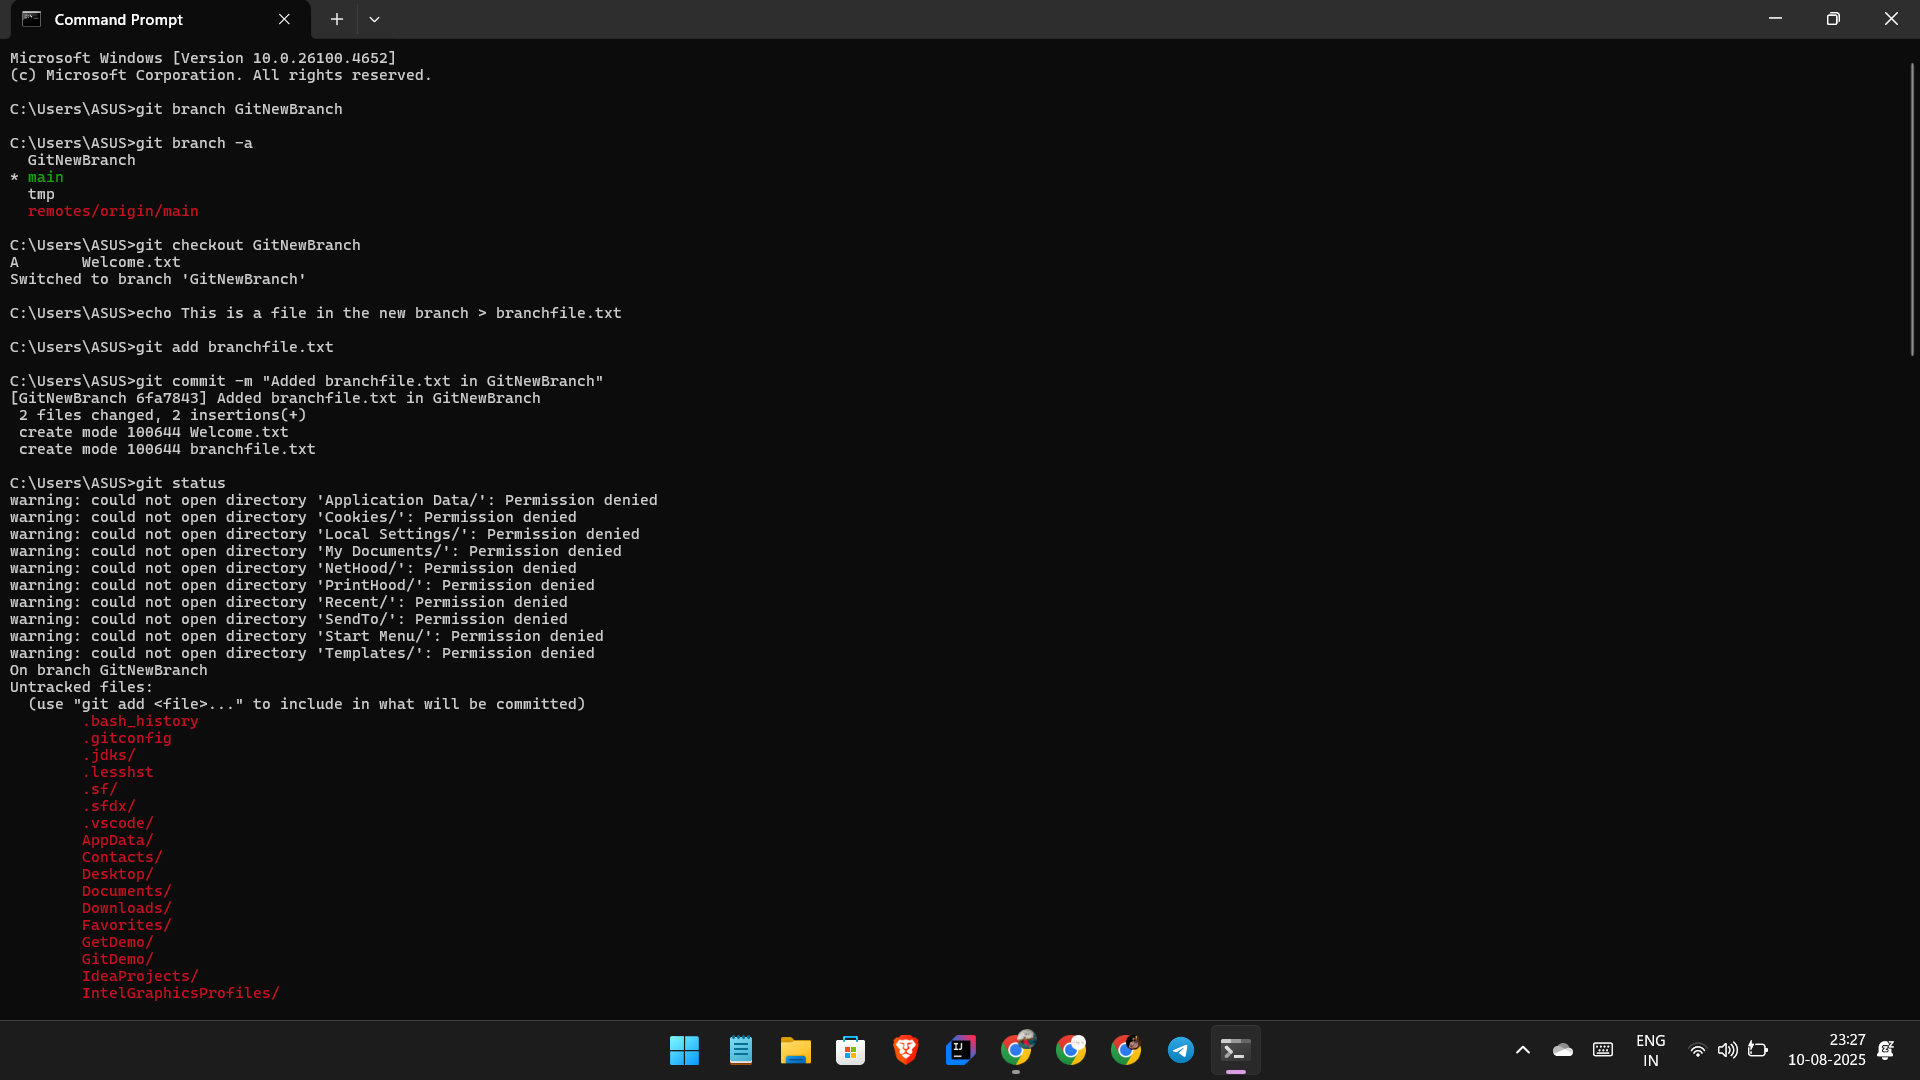 Command Prompt
Microsoft Windows [Version 10.0.26100.4652]
(c) Microsoft Corporation. All rights reserved.
C:\Users\ASUS>git branch GitNewBranch
C:\Users\ASUS>git branch -a
GitNewBranch
* main
tmp
remotes/origin/main
C:\Users\ASUS>git checkout GitNewBranch
A       Welcome.txt
Switched to branch 'GitNewBranch'
C:\Users\ASUS>echo This is a file in the new branch > branchfile.txt
C:\Users\ASUS>git add branchfile.txt
C:\Users\ASUS>git commit -m "Added branchfile.txt in GitNewBranch"
[GitNewBranch 6fa7843] Added branchfile.txt in GitNewBranch
2 files changed, 2 insertions(+)
create mode 100644 Welcome.txt
create mode 100644 branchfile.txt
C:\Users\ASUS>git status
warning: could not open directory 'Application Data/': Permission denied
warning: could not open directory 'Cookies/': Permission denied
warning: could not open directory 'Local Settings/': Permission denied
warning: could not open directory 'My Documents/': Permission denied
warning: could not open directory 'NetHood/': Permission denied
warning: could not open directory 'PrintHood/': Permission denied
warning: could not open directory 'Recent/': Permission denied
warning: could not open directory 'SendTo/': Permission denied
warning: could not open directory 'Start Menu/': Permission denied
warning: could not open directory 'Templates/': Permission denied
On branch GitNewBranch
Untracked files:
(use "git add <file>..." to include in what will be committed)
.bash_history
.gitconfig
.jdks/
.lesshst
.sf/
.sfdx/
.vscode/
AppData/
Contacts/
Desktop/
Documents/
Downloads/
Favorites/
GetDemo/
GitDemo/
IdeaProjects/
IntelGraphicsProfiles/
ENG
IN
23:27
10-08-2025